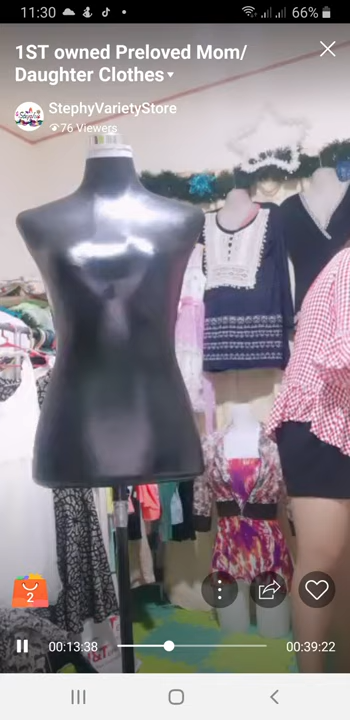 11:30
66%
1ST owned Preloved Mom/
Daughter Clothes
StephyVarietyStore
76 Viewers
2
00:13:38
00:39:22